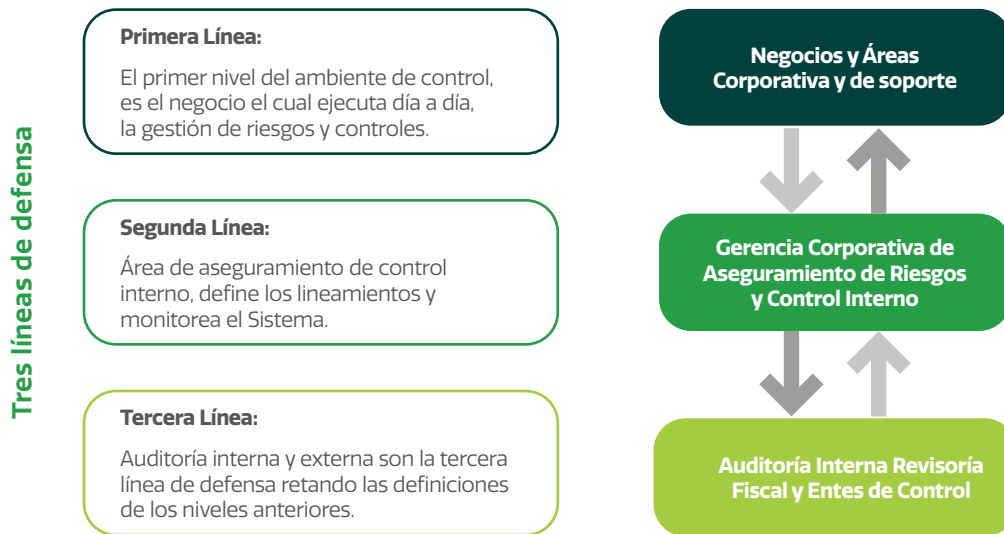 Tres líneas de defensa
Primera Línea:
El primer nivel del ambiente de control,
es el negocio el cual ejecuta día a día,
la gestión de riesgos y controles.
Negocios y Áreas
Corporativa y de soporte
Segunda Línea:
Área de aseguramiento de control
interno, define los lineamientos y
monitorea el Sistema.
Gerencia Corporativa de
Aseguramiento de Riesgos
y Control Interno
Tercera Línea:
Auditoría interna y externa son la tercera
línea de defensa retando las definiciones
de los niveles anteriores.
Auditoría Interna Revisoría
Fiscal y Entes de Control